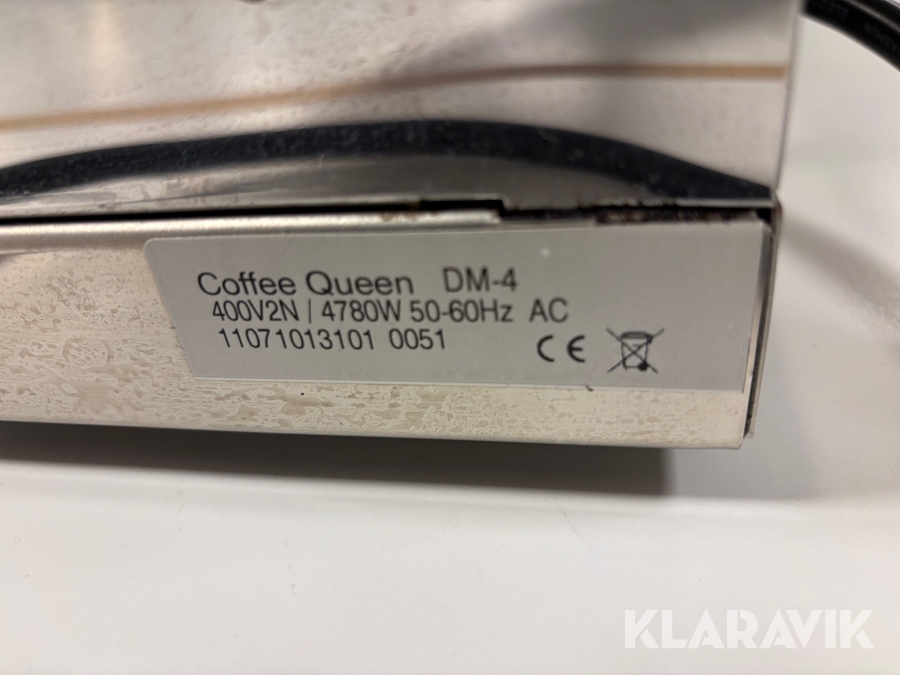 Coffee Queen DM-4
400V2N / 4780W 50-60Hz AC
11071013101 0051
CE
KLARAVIK